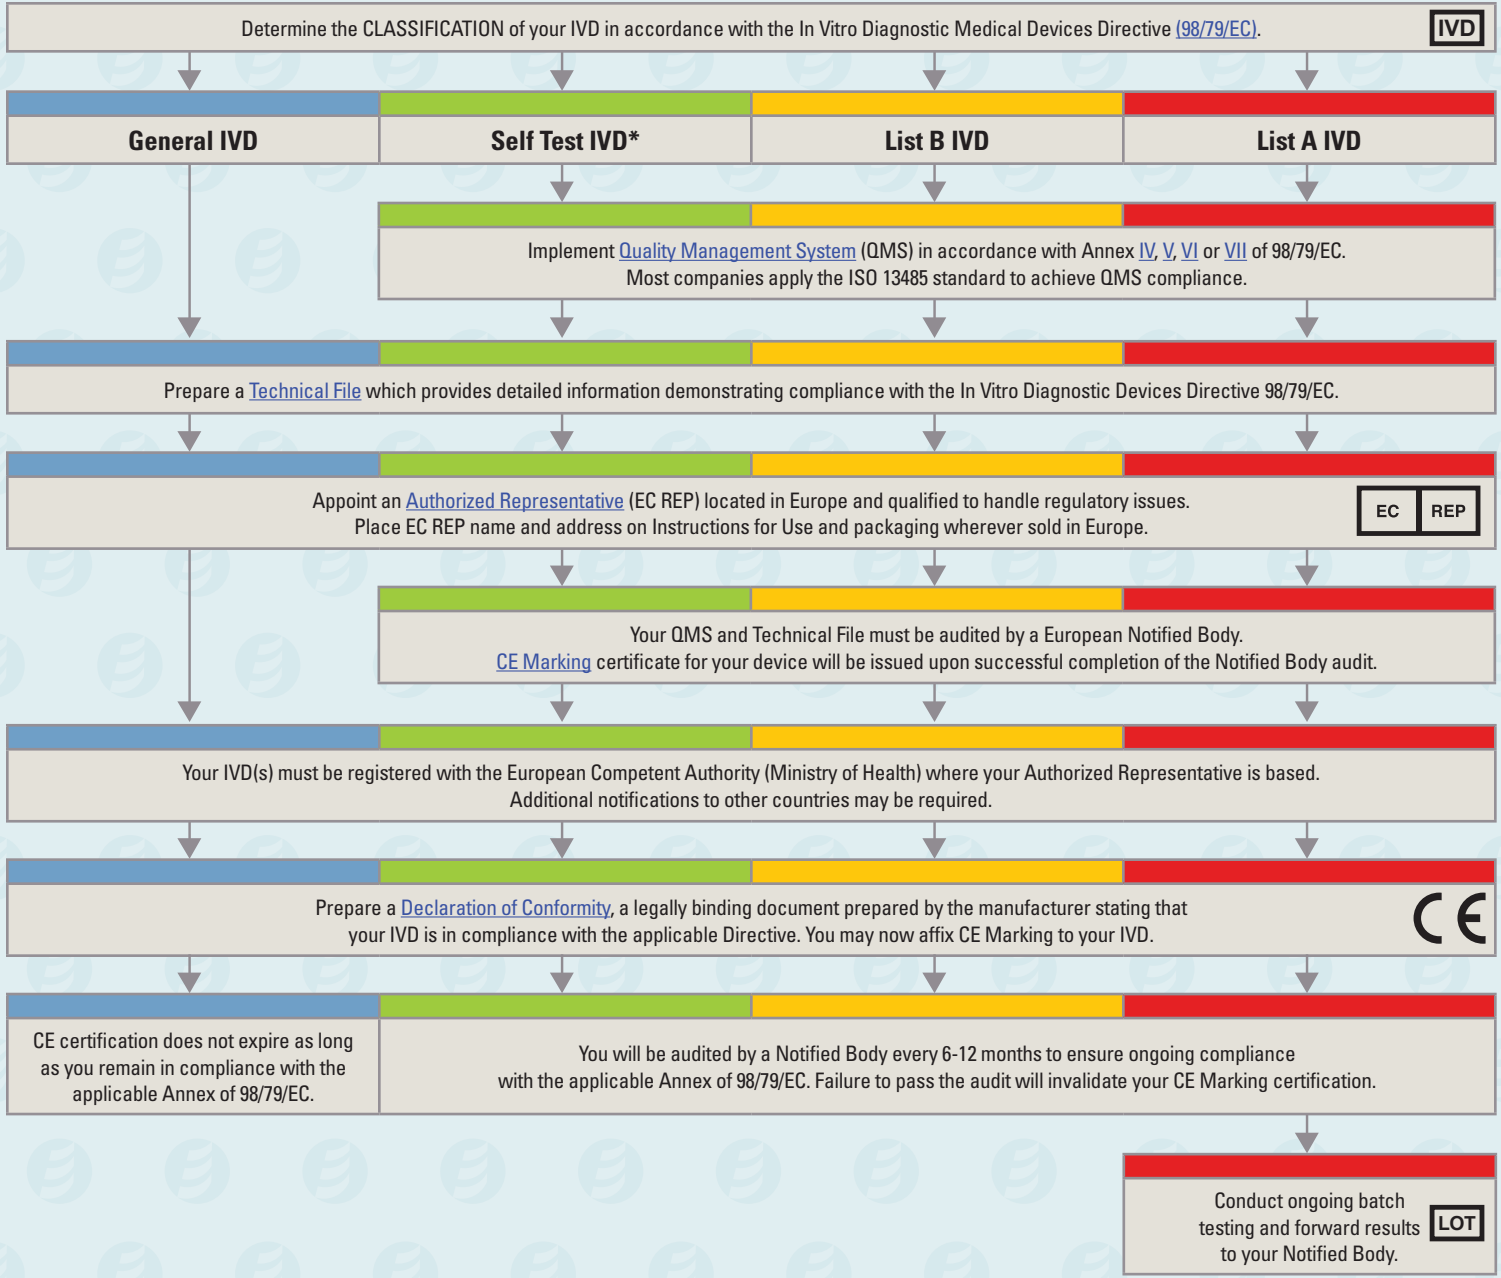 Determine the CLASSIFICATION of your IVD in accordance with the In Vitro Diagnostic Medical Devices Directive (98/79/EC).
IVD
General IVD
Self Test IVD*
List B IVD
List A IVD
Implement Quality Management System (QMS) in accordance with Annex IV, V, VI or VII of 98/79/EC.
Most companies apply the ISO 13485 standard to achieve QMS compliance.
Prepare a Technical File which provides detailed information demonstrating compliance with the In Vitro Diagnostic Devices Directive 98/79/EC.
Appoint an Authorized Representative (EC REP) located in Europe and qualified to handle regulatory issues.
Place EC REP name and address on Instructions for Use and packaging wherever sold in Europe.
EC REP
Your QMS and Technical File must be audited by a European Notified Body.
CE Marking certificate for your device will be issued upon successful completion of the Notified Body audit.
Your IVD(s) must be registered with the European Competent Authority (Ministry of Health) where your Authorized Representative is based.
Additional notifications to other countries may be required.
Prepare a Declaration of Conformity, a legally binding document prepared by the manufacturer stating that
your IVD is in compliance with the applicable Directive. You may now affix CE Marking to your IVD.
CE
CE certification does not expire as long
as you remain in compliance with the
applicable Annex of 98/79/EC.
You will be audited by a Notified Body every 6-12 months to ensure ongoing compliance
with the applicable Annex of 98/79/EC. Failure to pass the audit will invalidate your CE Marking certification.
Conduct ongoing batch
testing and forward results
to your Notified Body.
LOT